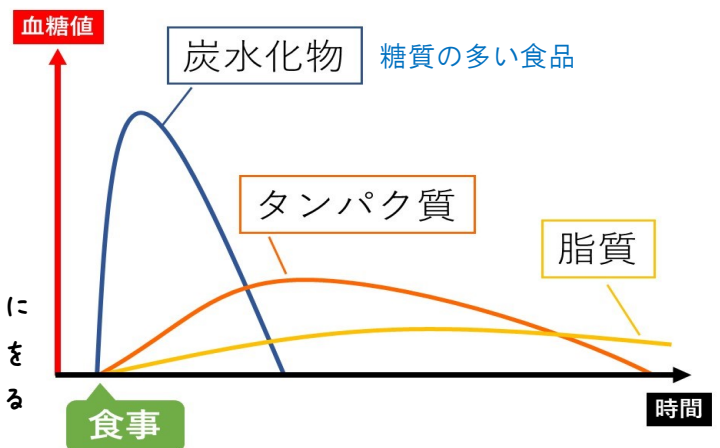 血糖値
炭水化物 糖質の多い食品
タンパク質
脂質
に
を
る
食事
時間